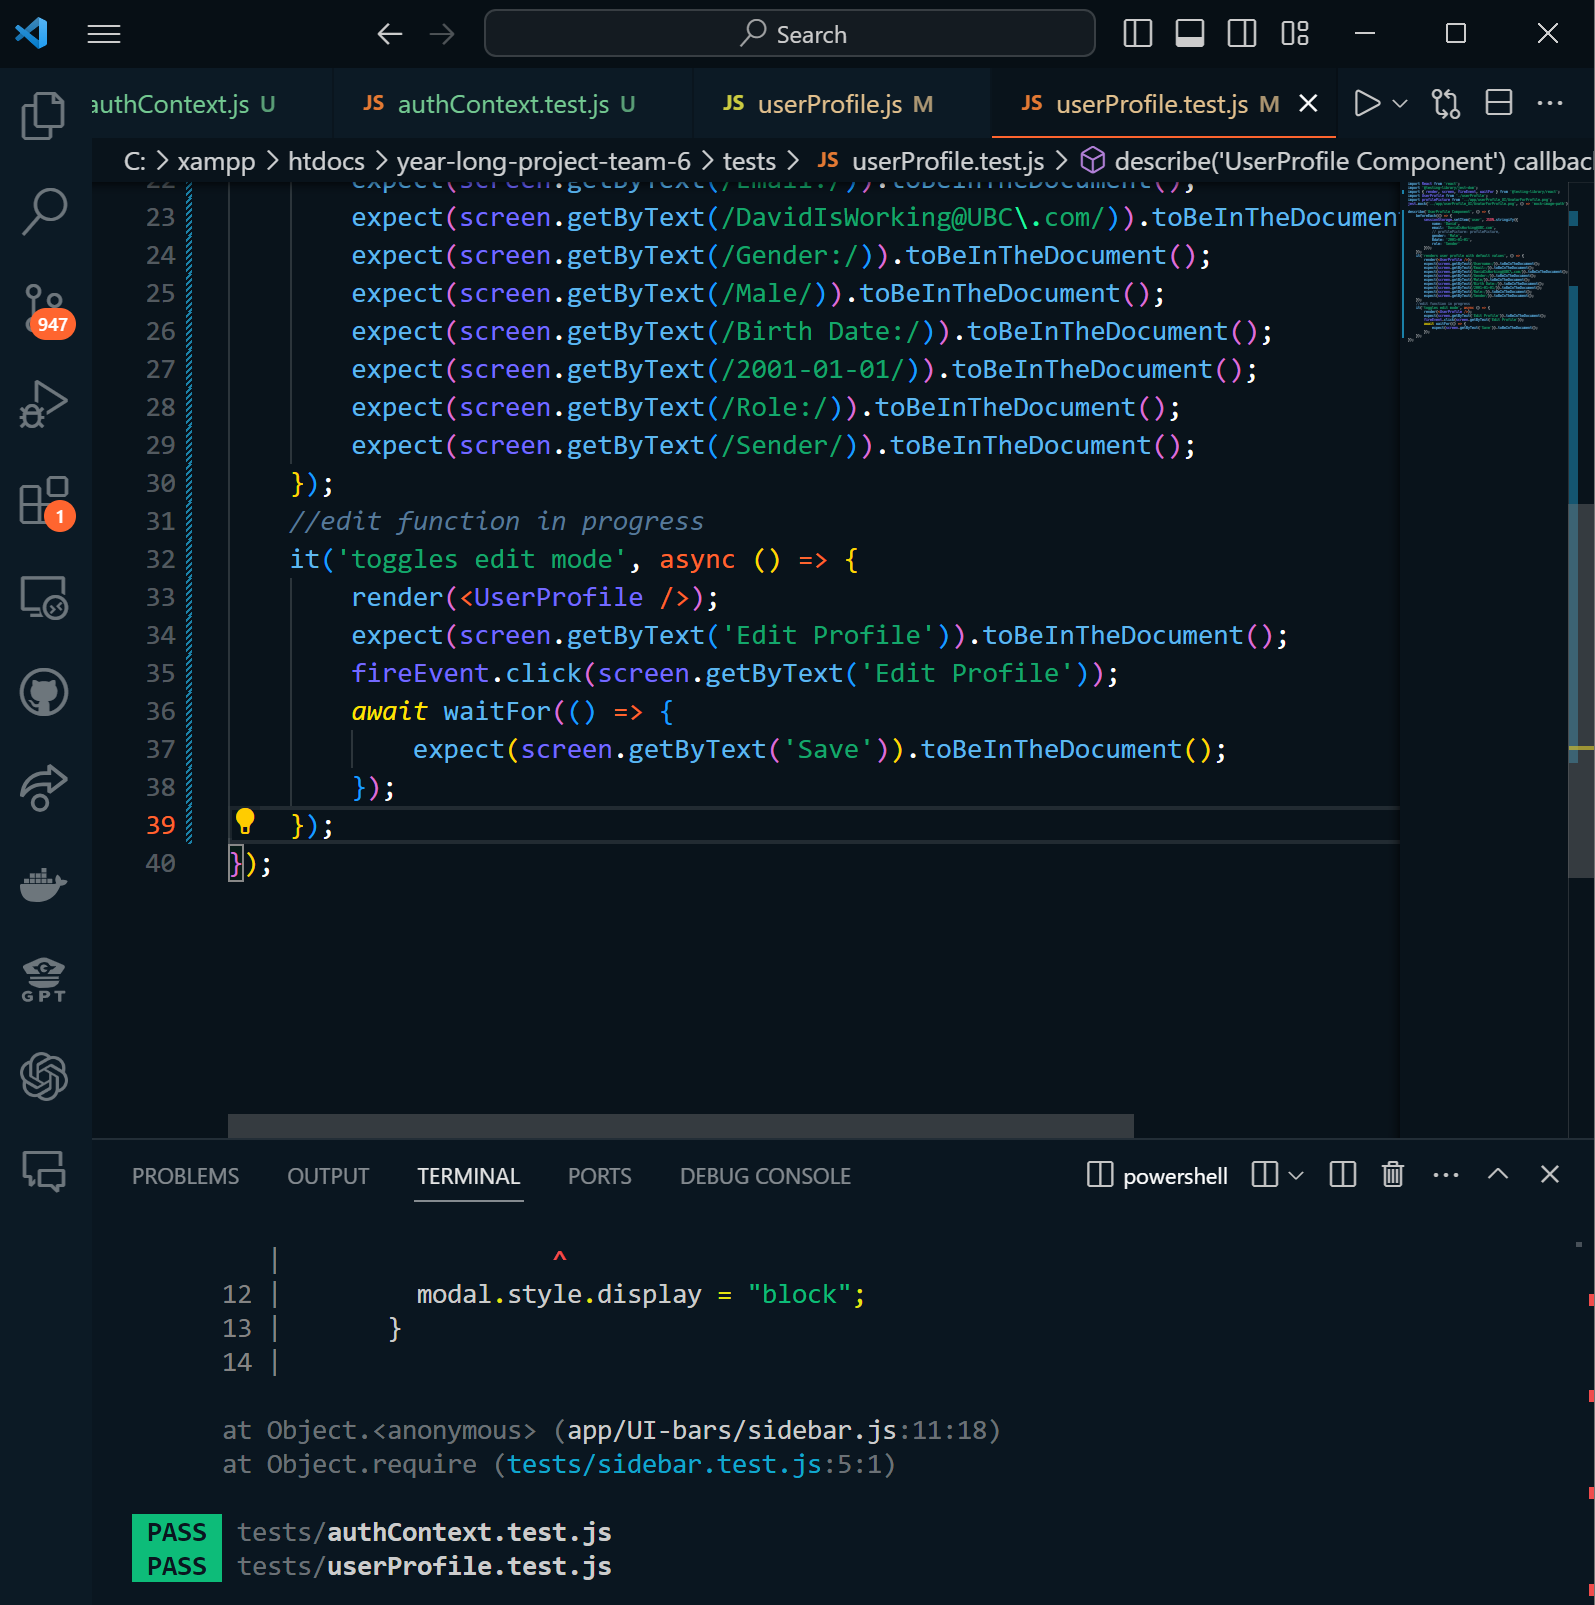 Search
authContext.js U
JS authContext.test.js U
JS userProfile.js M
JS userProfile.test.js M
C: > xampp > htdocs > year-long-project-team-6 > tests > JS userProfile.test.js > describe('UserProfile Component') callbac
22 expect(screen.getByText(/Email:/)).toBeInTheDocument();
23 expect(screen.getByText(/DavidIsWorking@UBC\.com/)).toBeInTheDocumen
24 expect(screen.getByText(/Gender:/)).toBeInTheDocument();
25 expect(screen.getByText(/Male/)).toBeInTheDocument();
26 expect(screen.getByText(/Birth Date:/)).toBeInTheDocument();
27 expect(screen.getByText(/2001-01-01/)).toBeInTheDocument();
28 expect(screen.getByText(/Role:/)).toBeInTheDocument();
29 expect(screen.getByText(/Sender/)).toBeInTheDocument();
30 });
31 //edit function in progress
32 it('toggles edit mode', async () => {
33 render(<UserProfile />);
34 expect(screen.getByText('Edit Profile')).toBeInTheDocument();
35 fireEvent.click(screen.getByText('Edit Profile'));
36 await waitFor(() => {
37 expect(screen.getByText('Save')).toBeInTheDocument();
38 });
39 });
40 });
947
1
GPT
PROBLEMS OUTPUT TERMINAL PORTS DEBUG CONSOLE
powershell
| ^
12 | modal.style.display = "block";
13 | }
14 |
at Object.<anonymous> (app/UI-bars/sidebar.js:11:18)
at Object.require (tests/sidebar.test.js:5:1)
PASS tests/authContext.test.js
PASS tests/userProfile.test.js